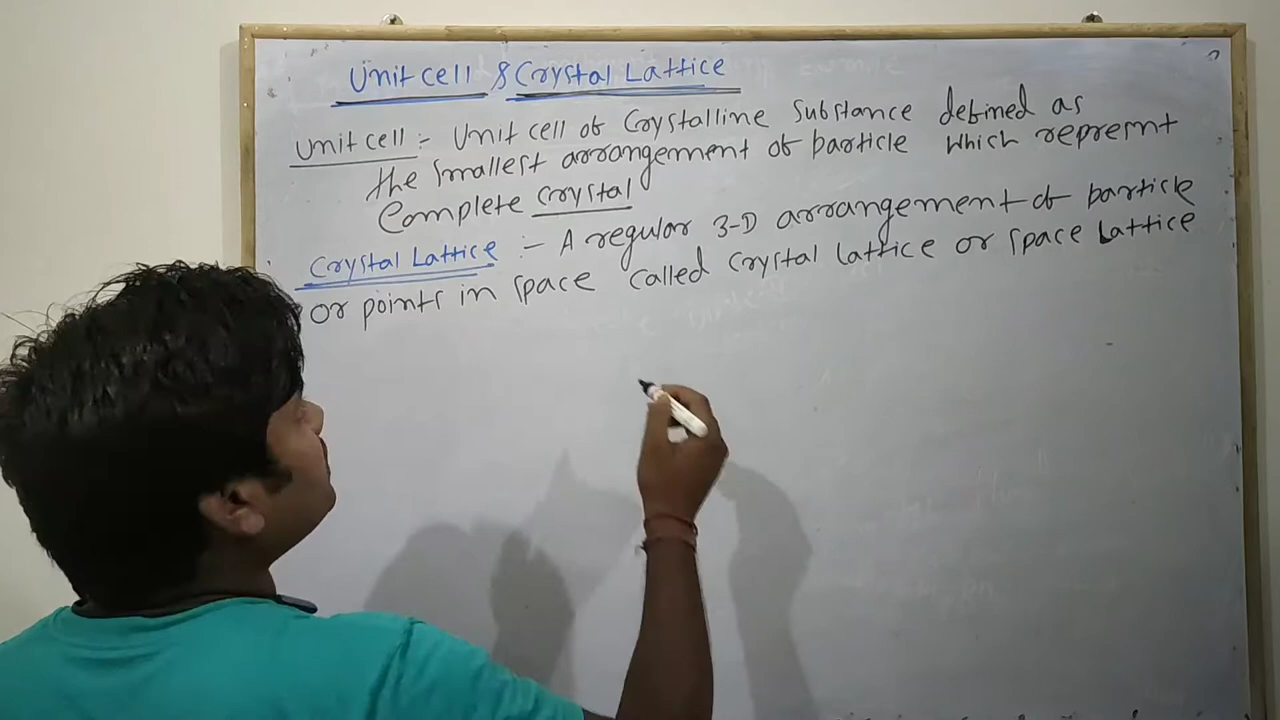 Unit cell & Crystal Lattice
Unit cell :- Unit cell of Crystalline Substance defined as
the smallest arrangement of particle which represnt
Complete Crystal
Crystal Lattice :- A regular 3-D arrangement of particle
or points in space called Crystal lattice or space Lattice